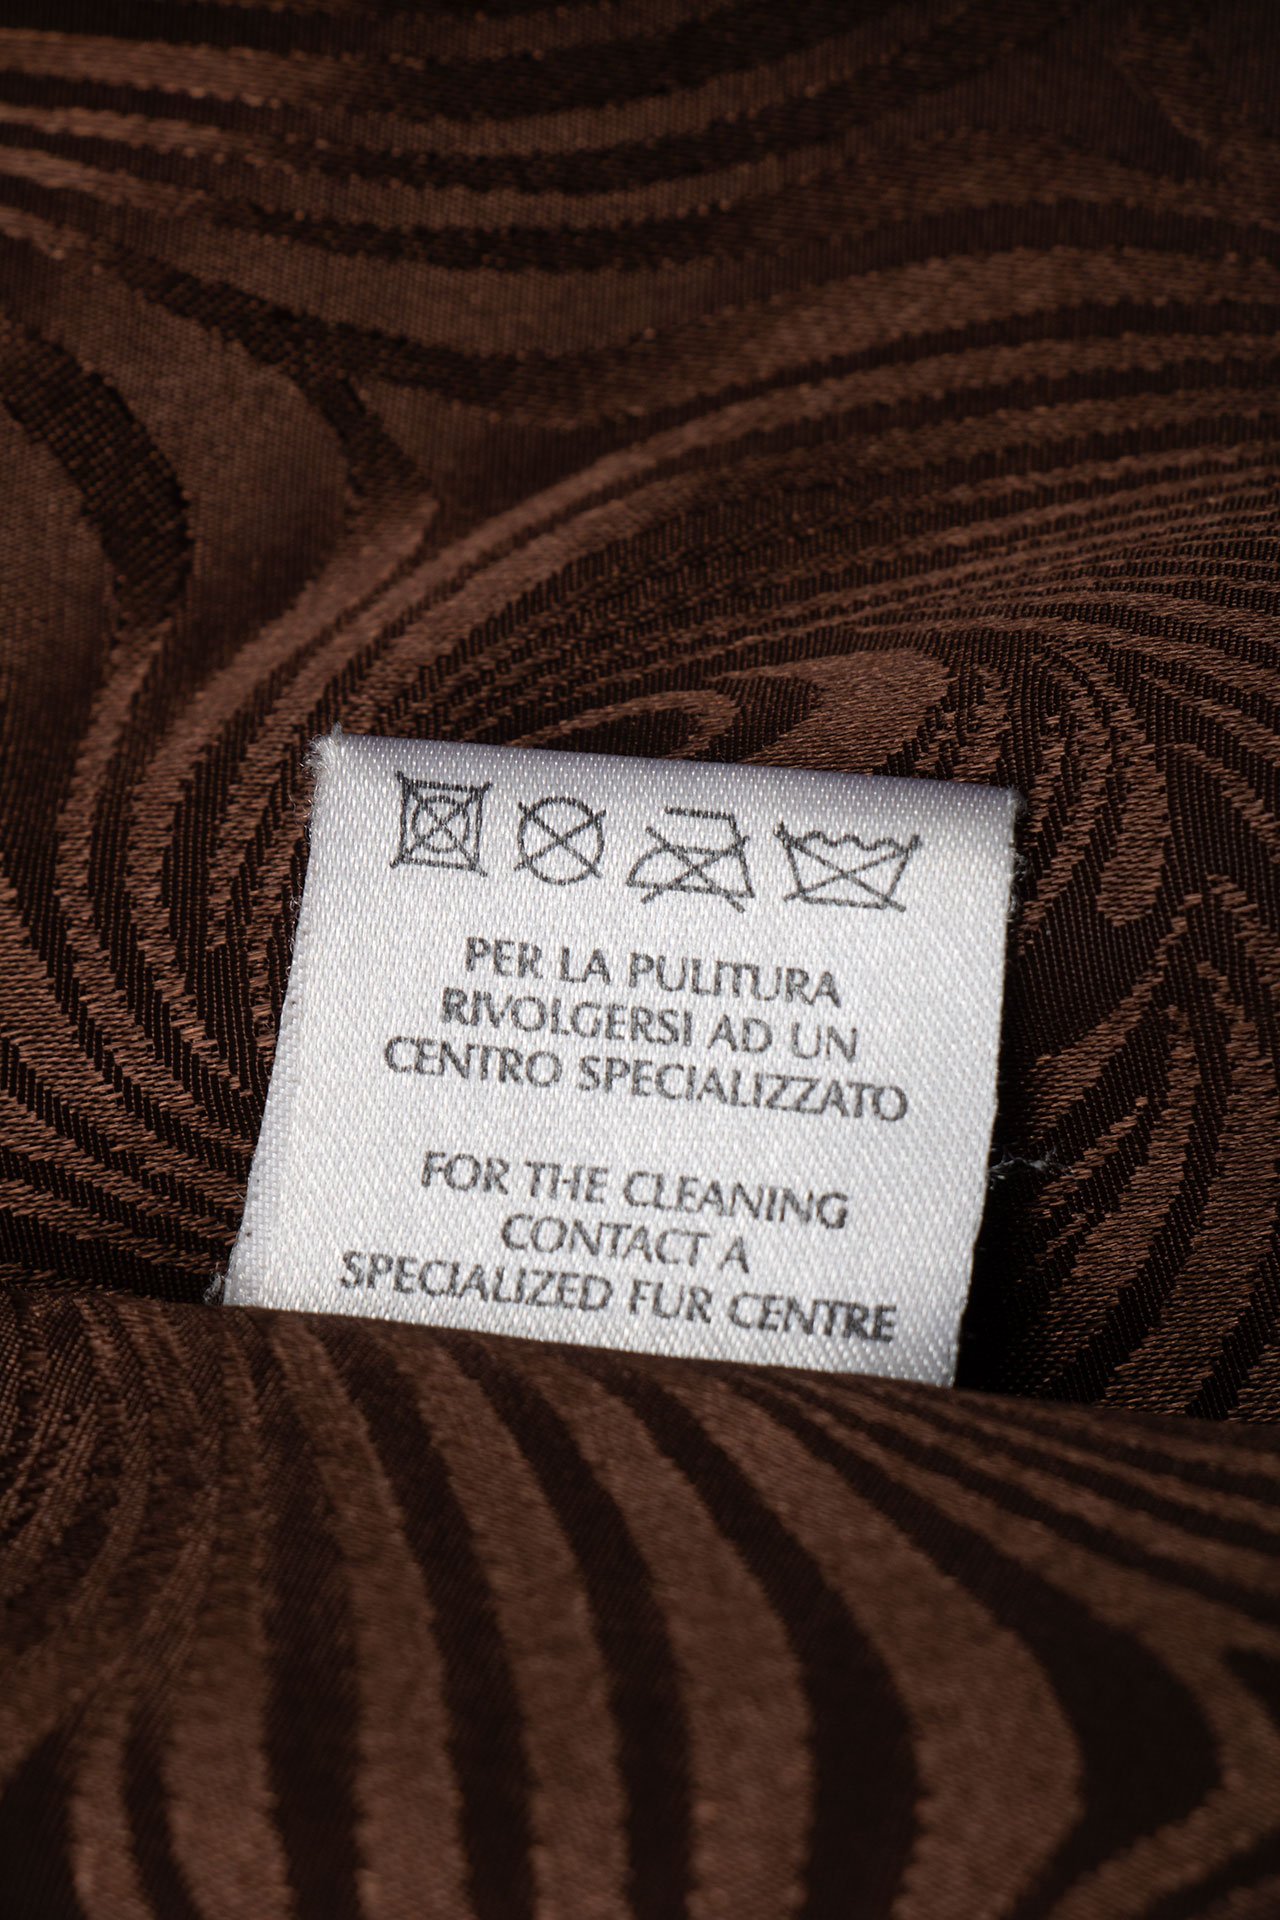 PER LA PULITURA
RIVOLGERSI AD UN
CENTRO SPECIALIZZATO
FOR THE CLEANING
CONTACT A
SPECIALIZED FUR CENTRE